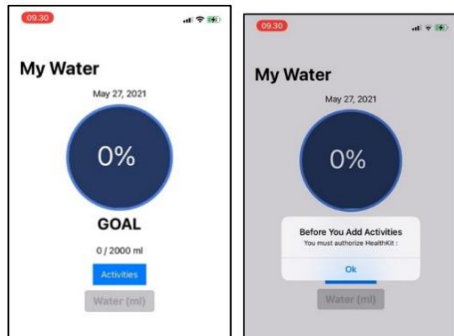 09.30
My Water
May 27, 2021
0%
GOAL
0 / 2000 ml
Activities
Water (ml)
09.30
My Water
May 27, 2021
0%
Before You Add Activities
You must authorize HealthKit :
Ok
Water (ml)